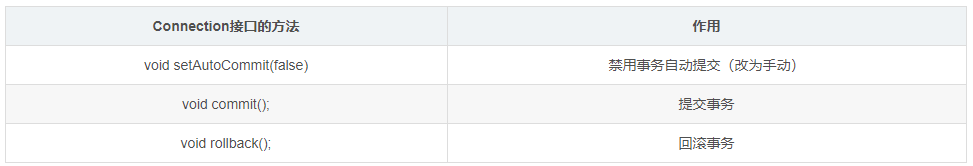 Connection接口的方法 作用
void setAutoCommit(false) 禁用事务自动提交（改为手动）
void commit(); 提交事务
void rollback(); 回滚事务